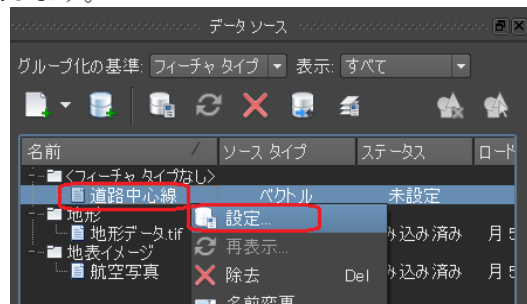 データ ソース
グループ化の基準: フィーチャ タイプ 表示: すべて
名前 ソース タイプ ステータス ロード
<フィーチャ タイプなし>
道路中心線 ベクトル 未設定
地形 設定...
地形データ.tif 再表示... み込み済み 月 5
地表イメージ
航空写真 除去 Del み込み済み 月 5